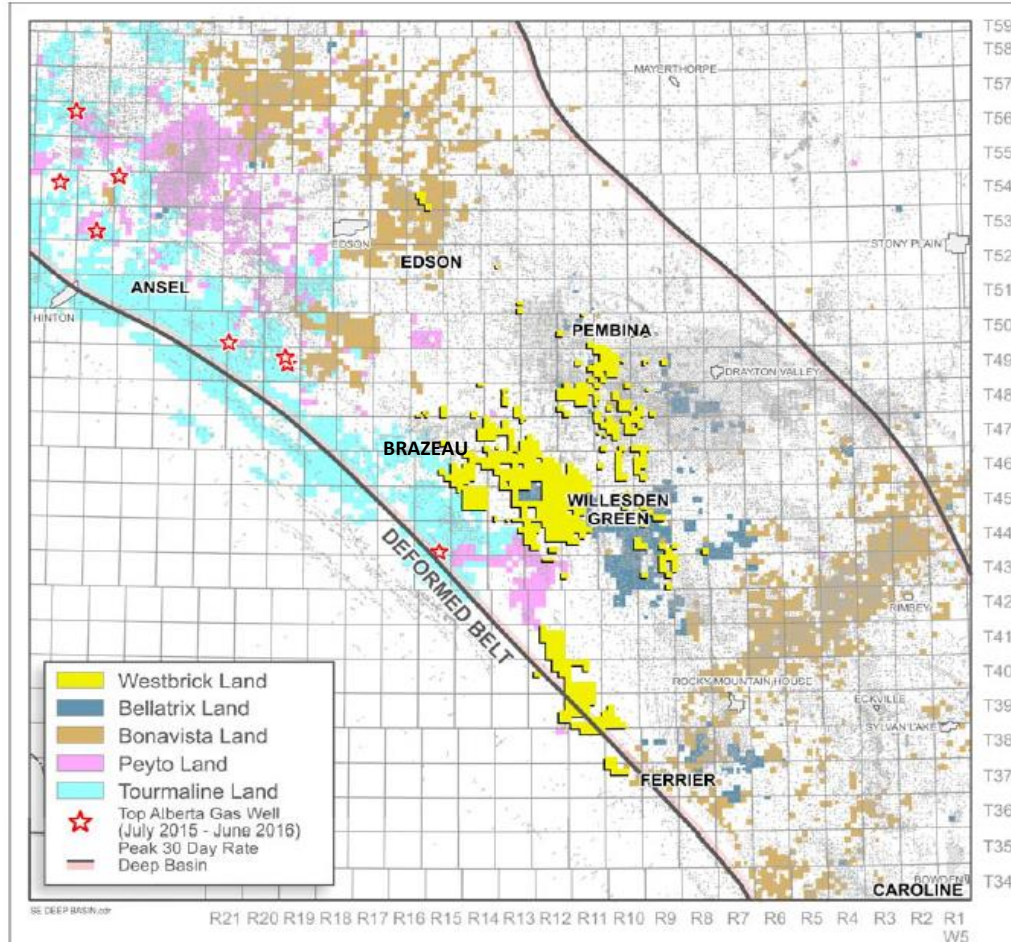 T59
T58
MAYERTHORPE
T57
T56
T55
T54
T53
EDSON
STONY PLAIN
EDSON
T52
ANSEL
T51
HINTON
PEMBINA
T50
T49
DRAYTON VALLEY
T48
T47
BRAZEAU
T46
WILLESDEN
GREEN
T45
T44
DEFORMED BELT
T43
T42
RIMBEY
T41
T40
ROCKY MOUNTAIN HOUSE
ECKVILLE
T39
SYLVAN LAKE
T38
FERRIER
T37
T36
T35
BOWDEN
T34
CAROLINE
Westbrick Land
Bellatrix Land
Bonavista Land
Peyto Land
Tourmaline Land
Top Alberta Gas Well
(July 2015 - June 2016)
Peak 30 Day Rate
Deep Basin
SE DEEP BASIN.cdr
R21 R20 R19 R18 R17 R16 R15 R14 R13 R12 R11 R10 R9 R8 R7 R6 R5 R4 R3 R2 R1
W5